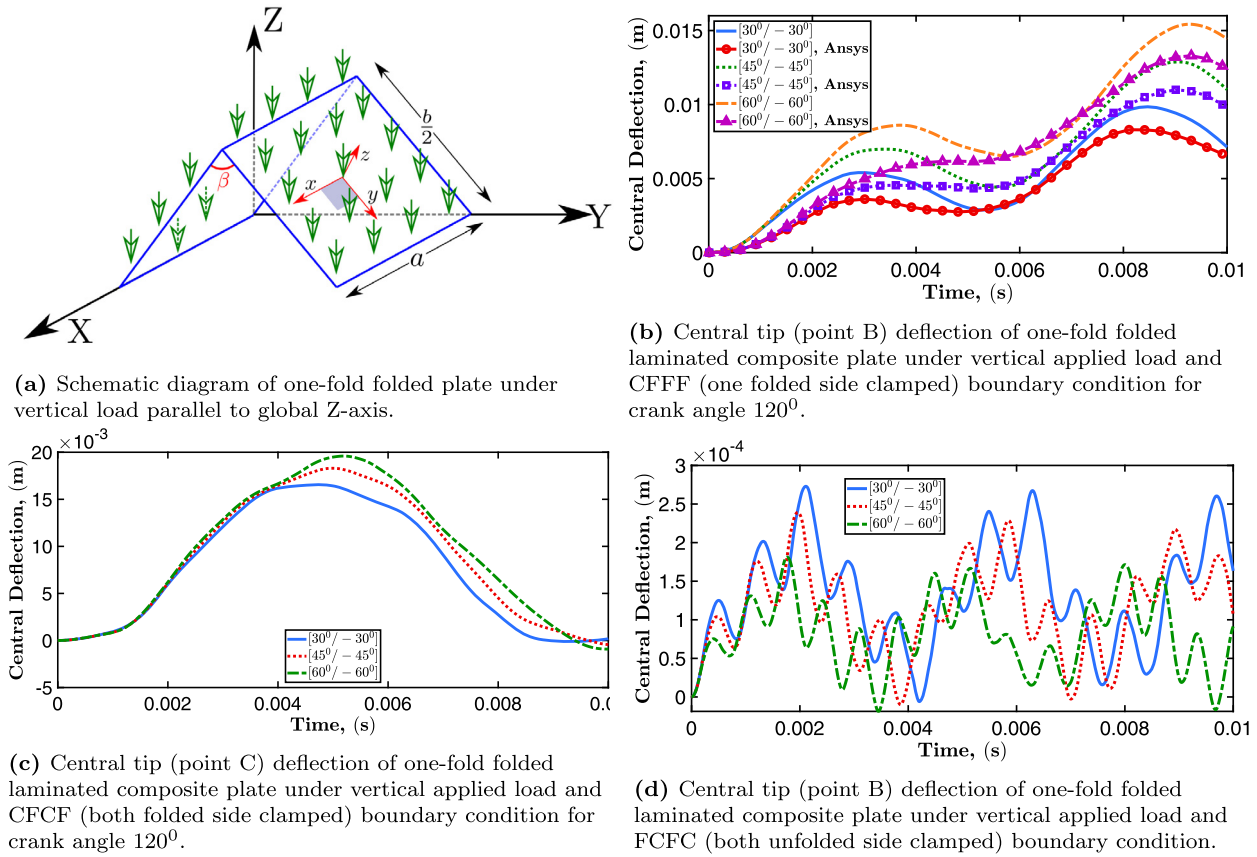 Z
Y
X
β
x
y
z
a
b
2
(a) Schematic diagram of one-fold folded plate under
vertical load parallel to global Z-axis.
Central Deflection, (m)
0.015
0.01
0.005
0
[30⁰/ − 30⁰]
[30⁰/ − 30⁰], Ansys
[45⁰/ − 45⁰]
[45⁰/ − 45⁰], Ansys
[60⁰/ − 60⁰]
[60⁰/ − 60⁰], Ansys
0 0.002 0.004 0.006 0.008 0.01
Time, (s)
(b) Central tip (point B) deflection of one-fold folded
laminated composite plate under vertical applied load and
CFFF (one folded side clamped) boundary condition for
crank angle 120⁰.
×10⁻³
Central Deflection, (m)
20
15
10
5
0
-5
[30⁰/ − 30⁰]
[45⁰/ − 45⁰]
[60⁰/ − 60⁰]
0 0.002 0.004 0.006 0.008
Time, (s)
(c) Central tip (point C) deflection of one-fold folded
laminated composite plate under vertical applied load and
CFCF (both folded side clamped) boundary condition for
crank angle 120⁰.
×10⁻⁴
Central Deflection, (m)
3
2.5
2
1.5
1
0.5
0
[30⁰/ − 30⁰]
[45⁰/ − 45⁰]
[60⁰/ − 60⁰]
0 0.002 0.004 0.006 0.008 0.01
Time, (s)
(d) Central tip (point B) deflection of one-fold folded
laminated composite plate under vertical applied load and
FCFC (both unfolded side clamped) boundary condition.